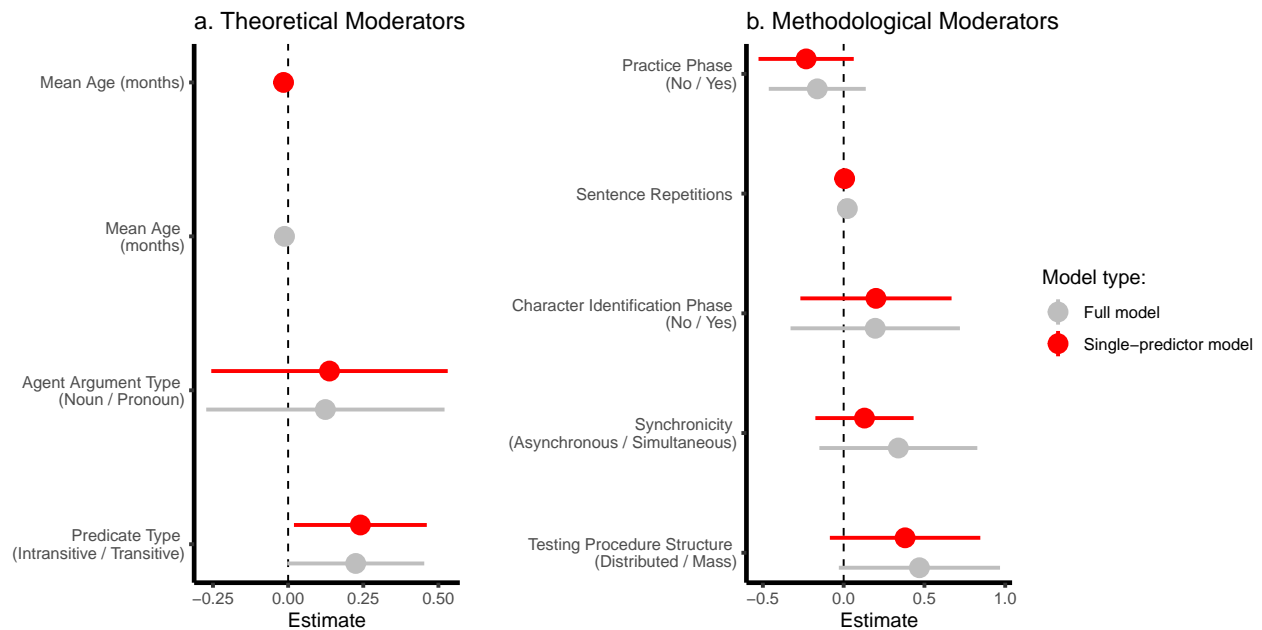 a. Theoretical Moderators
Mean Age (months)
Mean Age
(months)
Agent Argument Type
(Noun / Pronoun)
Predicate Type
(Intransitive / Transitive)
−0.25 0.00 0.25 0.50
Estimate
b. Methodological Moderators
Practice Phase
(No / Yes)
Sentence Repetitions
Character Identification Phase
(No / Yes)
Synchronicity
(Asynchronous / Simultaneous)
Testing Procedure Structure
(Distributed / Mass)
−0.5 0.0 0.5 1.0
Estimate
Model type:
Full model
Single−predictor model